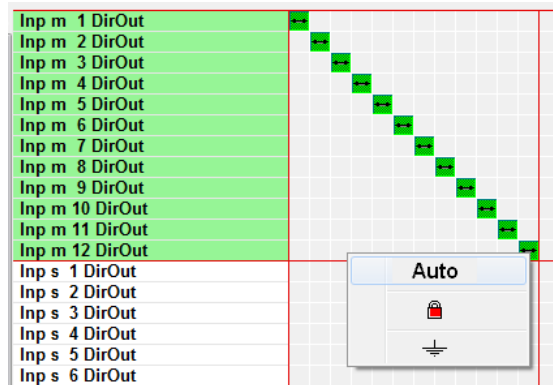 Inp m  1 DirOut
Inp m  2 DirOut
Inp m  3 DirOut
Inp m  4 DirOut
Inp m  5 DirOut
Inp m  6 DirOut
Inp m  7 DirOut
Inp m  8 DirOut
Inp m  9 DirOut
Inp m 10 DirOut
Inp m 11 DirOut
Inp m 12 DirOut
Inp s  1 DirOut
Auto
Inp s  2 DirOut
Inp s  3 DirOut
Inp s  4 DirOut
Inp s  5 DirOut
Inp s  6 DirOut